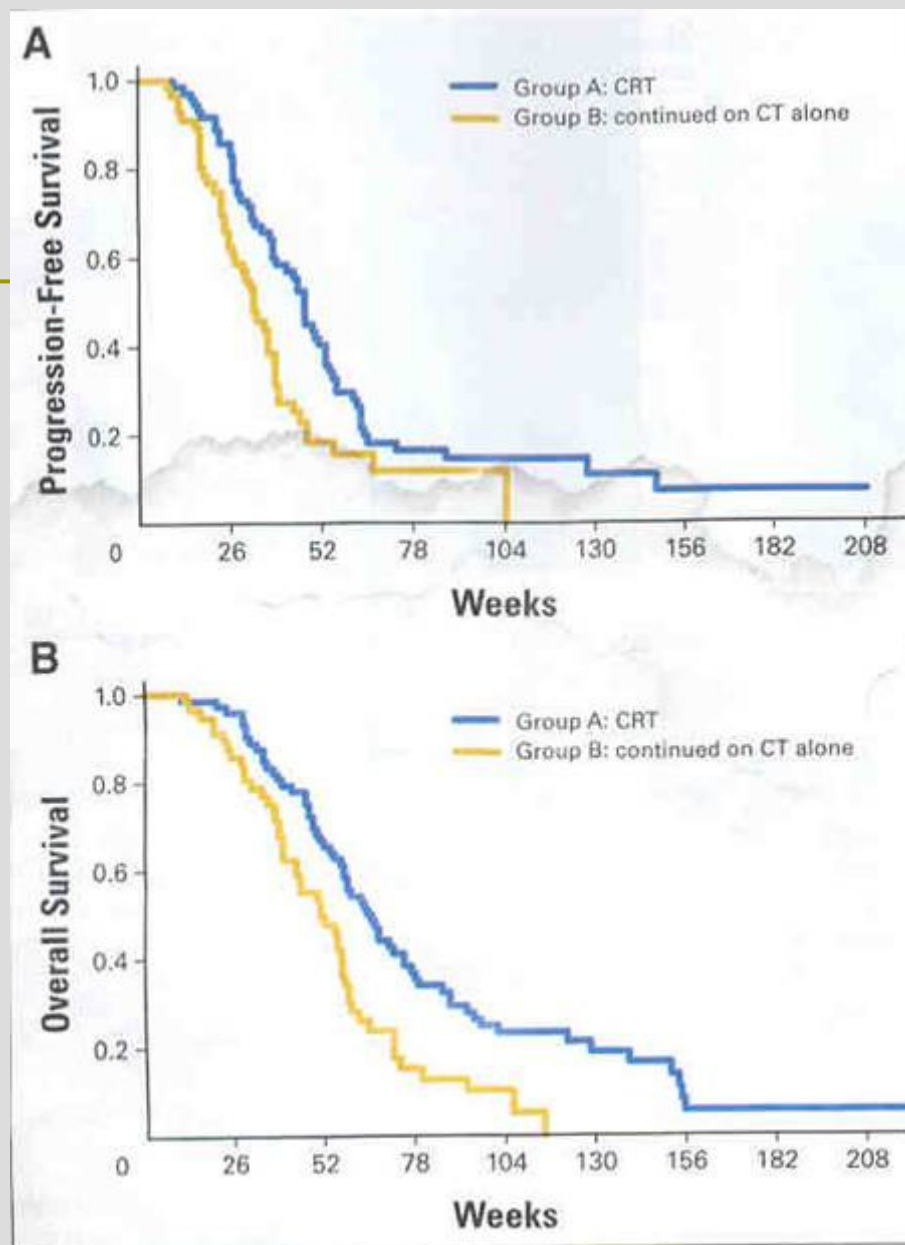 A
Progression-Free Survival
1.0
0.8
0.6
0.4
0.2
0
26 52 78 104 130 156 182 208
Weeks
Group A: CRT
Group B: continued on CT alone
B
Overall Survival
1.0
0.8
0.6
0.4
0.2
0
26 52 78 104 130 156 182 208
Weeks
Group A: CRT
Group B: continued on CT alone